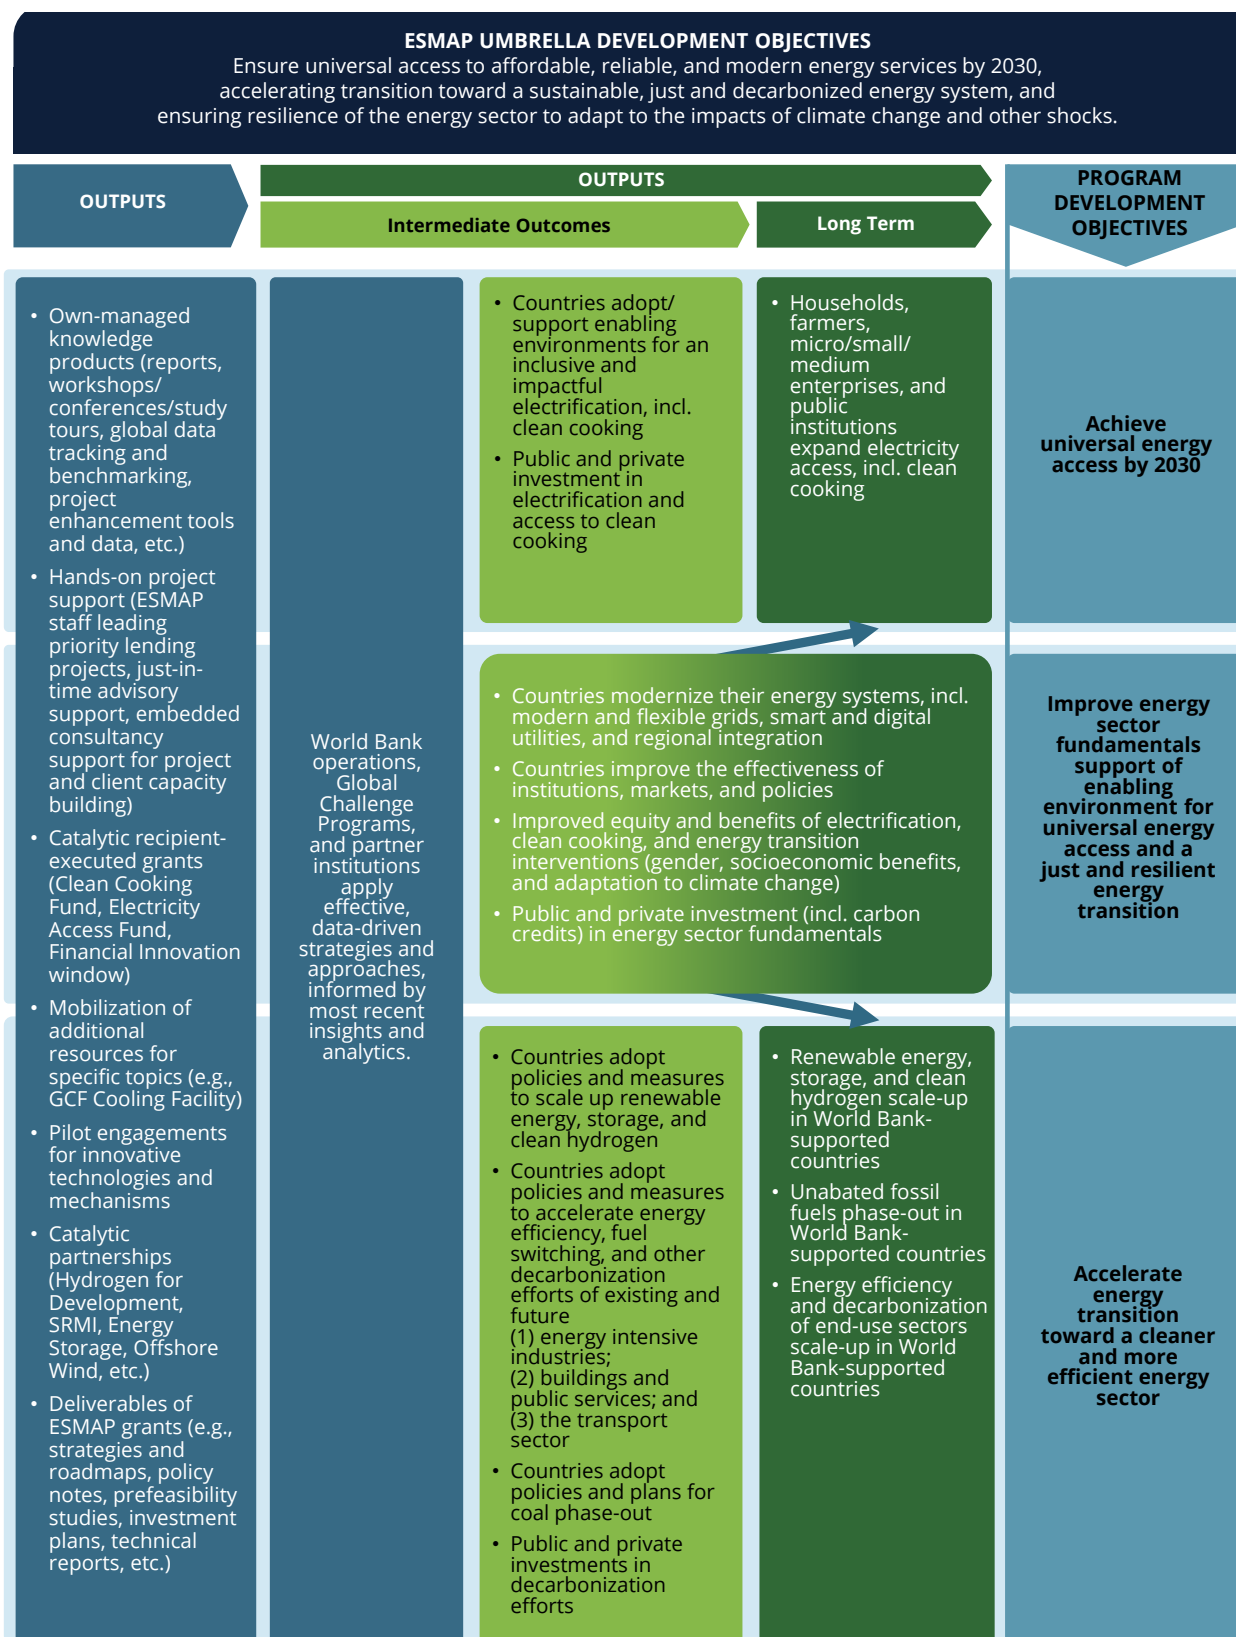 ESMAP UMBRELLA DEVELOPMENT OBJECTIVES
Ensure universal access to affordable, reliable, and modern energy services by 2030,
accelerating transition toward a sustainable, just and decarbonized energy system, and
ensuring resilience of the energy sector to adapt to the impacts of climate change and other shocks.
OUTPUTS
OUTPUTS
Intermediate Outcomes
Long Term
PROGRAM
DEVELOPMENT
OBJECTIVES
• Own-managed
knowledge
products (reports,
workshops/
conferences/study
tours, global data
tracking and
benchmarking,
project
enhancement tools
and data, etc.)
• Hands-on project
support (ESMAP
staff leading
priority lending
projects, just-in-
time advisory
support, embedded
consultancy
support for project
and client capacity
building)
• Catalytic recipient-
executed grants
(Clean Cooking
Fund, Electricity
Access Fund,
Financial Innovation
window)
• Mobilization of
additional
resources for
specific topics (e.g.,
GCF Cooling Facility)
• Pilot engagements
for innovative
technologies and
mechanisms
• Catalytic
partnerships
(Hydrogen for
Development,
SRMI, Energy
Storage, Offshore
Wind, etc.)
• Deliverables of
ESMAP grants (e.g.,
strategies and
roadmaps, policy
notes, prefeasibility
studies, investment
plans, technical
reports, etc.)
World Bank
operations,
Global
Challenge
Programs,
and partner
institutions
apply
effective,
data-driven
strategies and
approaches,
informed by
most recent
insights and
analytics.
• Countries adopt/
support enabling
environments for an
inclusive and
impactful
electrification, incl.
clean cooking
• Public and private
investment in
electrification and
access to clean
cooking
• Households,
farmers,
micro/small/
medium
enterprises, and
public
institutions
expand electricity
access, incl. clean
cooking
Achieve
universal energy
access by 2030
• Countries modernize their energy systems, incl.
modern and flexible grids, smart and digital
utilities, and regional integration
• Countries improve the effectiveness of
institutions, markets, and policies
• Improved equity and benefits of electrification,
clean cooking, and energy transition
interventions (gender, socioeconomic benefits,
and adaptation to climate change)
• Public and private investment (incl. carbon
credits) in energy sector fundamentals
Improve energy
sector
fundamentals
support of
enabling
environment for
universal energy
access and a
just and resilient
energy
transition
• Countries adopt
policies and measures
to scale up renewable
energy, storage, and
clean hydrogen
• Countries adopt
policies and measures
to accelerate energy
efficiency, fuel
switching, and other
decarbonization
efforts of existing and
future
(1) energy intensive
industries;
(2) buildings and
public services; and
(3) the transport
sector
• Countries adopt
policies and plans for
coal phase-out
• Public and private
investments in
decarbonization
efforts
• Renewable energy,
storage, and clean
hydrogen scale-up
in World Bank-
supported
countries
• Unabated fossil
fuels phase-out in
World Bank-
supported countries
• Energy efficiency
and decarbonization
of end-use sectors
scale-up in World
Bank-supported
countries
Accelerate
energy
transition
toward a cleaner
and more
efficient energy
sector